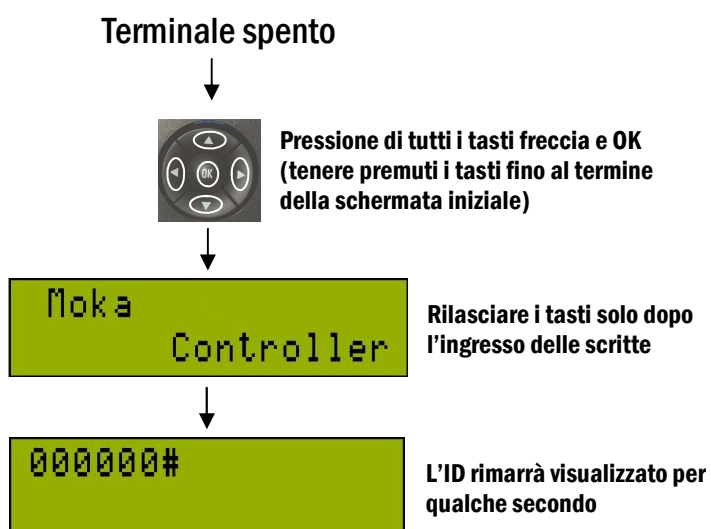 Terminale spento
Pressione di tutti i tasti freccia e OK
(tenere premuti i tasti fino al termine
della schermata iniziale)
OK
Moka
Controller
Rilasciare i tasti solo dopo
l'ingresso delle scritte
000000#
L'ID rimarrà visualizzato per
qualche secondo